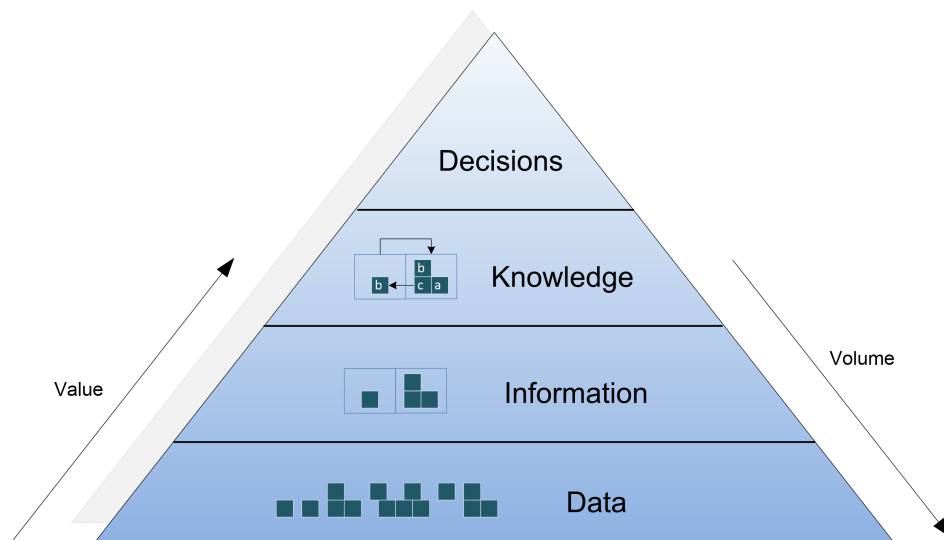 Decisions
b
b c a
Knowledge
Volume
Value
Information
Data